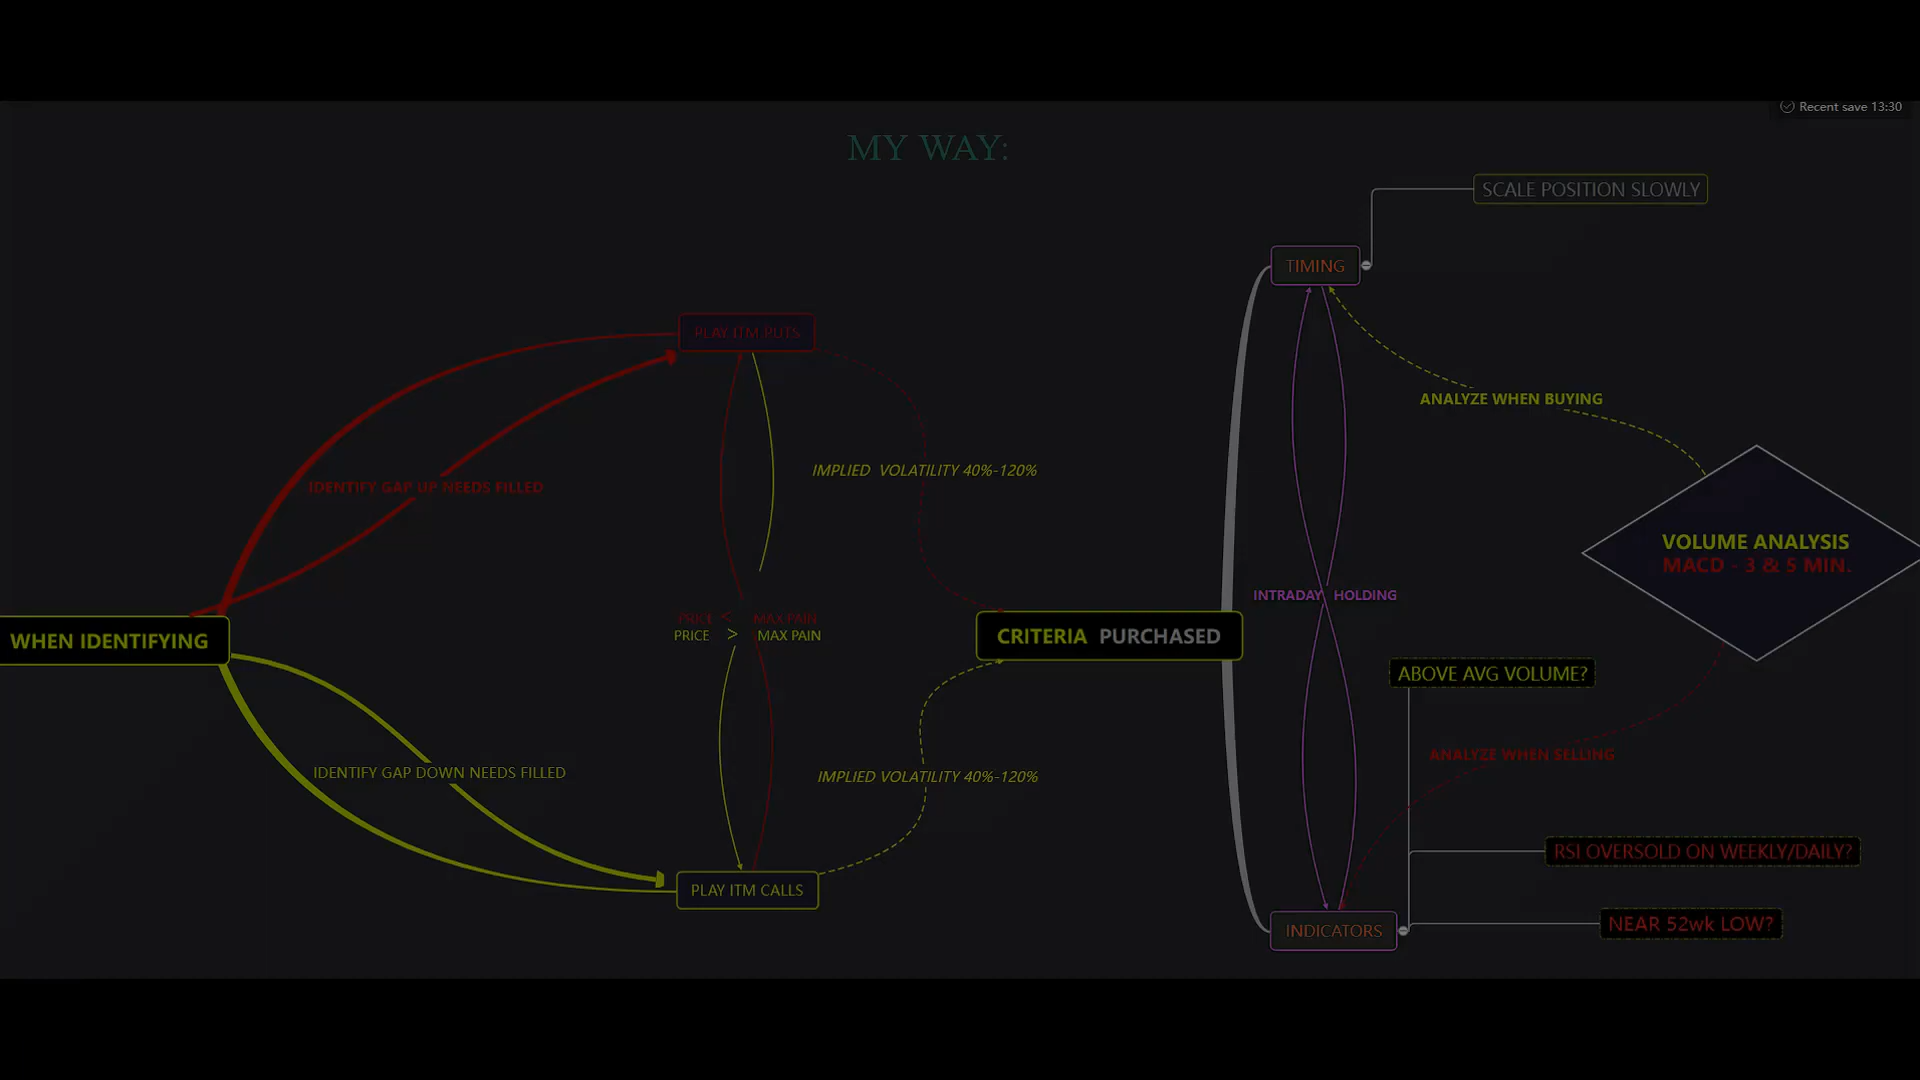 Recent save 13:30
MY WAY:
SCALE POSITION SLOWLY
TIMING
PLAY ITM PUTS
ANALYZE WHEN BUYING
IMPLIED VOLATILITY 40%-120%
IDENTIFY GAP UP NEEDS FILLED
VOLUME ANALYSIS
MACD - 3 & 5 MIN.
INTRADAY HOLDING
PRICE < MAX PAIN
PRICE > MAX PAIN
WHEN IDENTIFYING
CRITERIA PURCHASED
ABOVE AVG VOLUME?
ANALYZE WHEN SELLING
IDENTIFY GAP DOWN NEEDS FILLED
IMPLIED VOLATILITY 40%-120%
RSI OVERSOLD ON WEEKLY/DAILY?
PLAY ITM CALLS
NEAR 52wk LOW?
INDICATORS